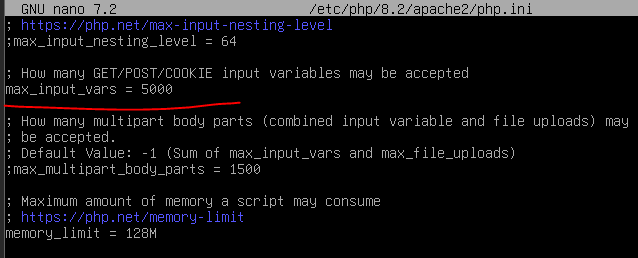 GNU nano 7.2 /etc/php/8.2/apache2/php.ini
; https://php.net/max-input-nesting-level
;max_input_nesting_level = 64
; How many GET/POST/COOKIE input variables may be accepted
max_input_vars = 5000
; How many multipart body parts (combined input variable and file uploads) may
; be accepted.
; Default Value: -1 (Sum of max_input_vars and max_file_uploads)
;max_multipart_body_parts = 1500
; Maximum amount of memory a script may consume
; https://php.net/memory-limit
memory_limit = 128M